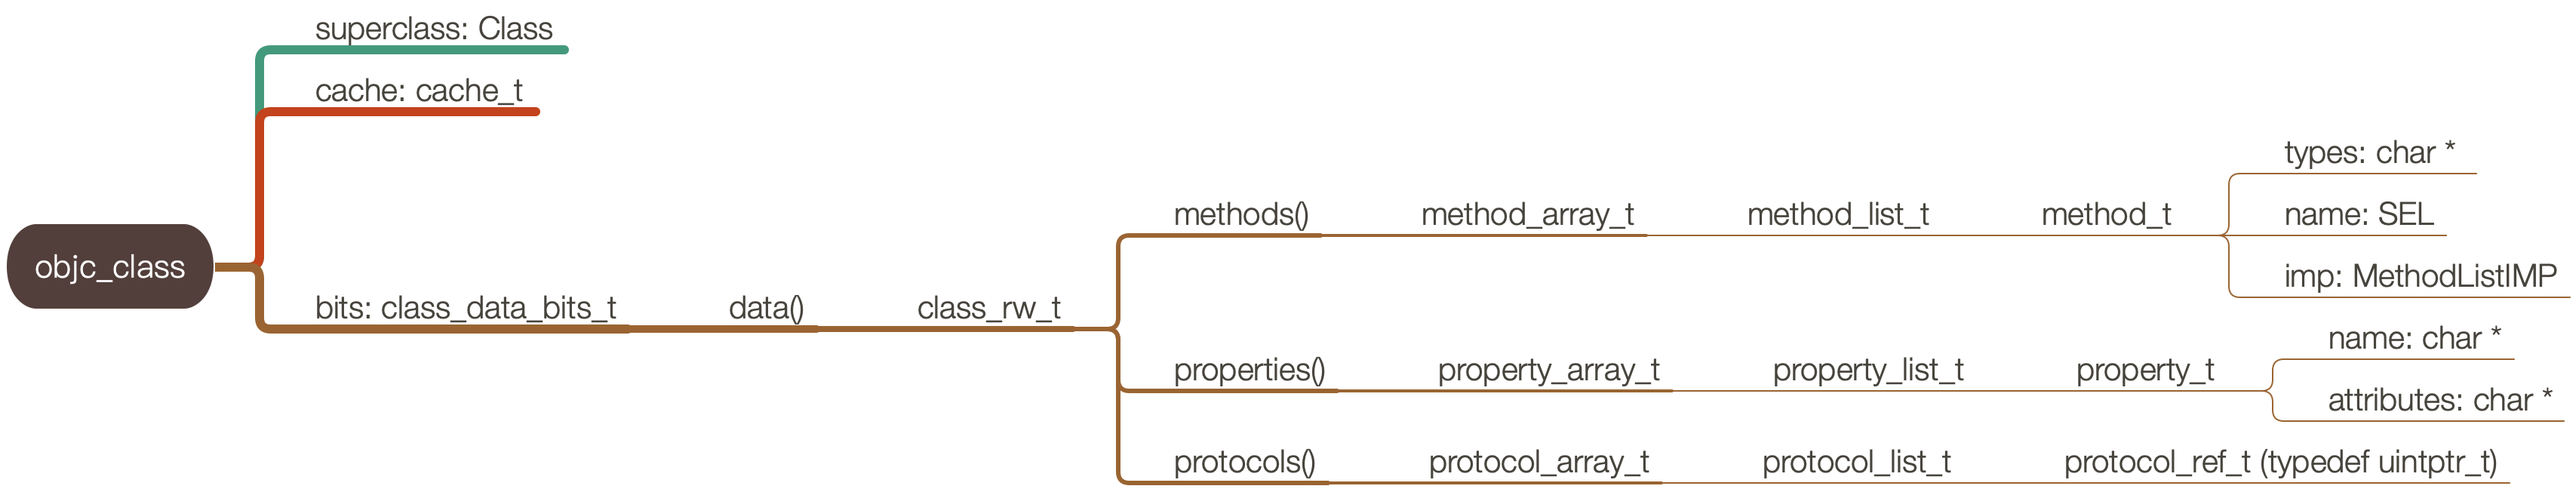 superclass: Class
cache: cache_t
objc_class
bits: class_data_bits_t
data()
class_rw_t
methods()
method_array_t
method_list_t
method_t
types: char *
name: SEL
imp: MethodListIMP
properties()
property_array_t
property_list_t
property_t
name: char *
attributes: char *
protocols()
protocol_array_t
protocol_list_t
protocol_ref_t (typedef uintptr_t)